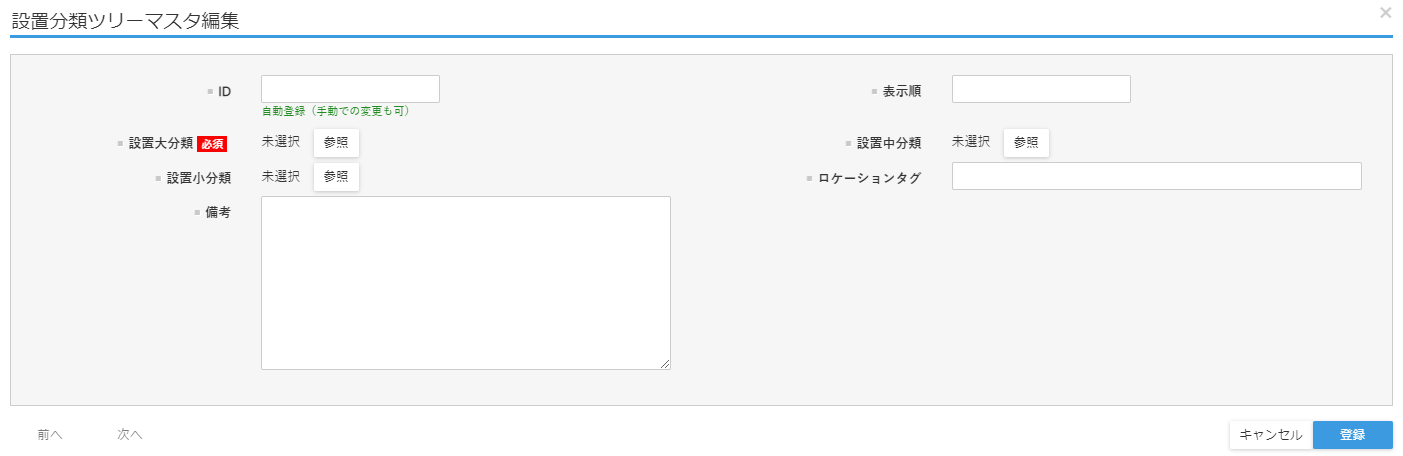 設置分類ツリーマスタ編集
×
ID
自動登録（手動での変更も可）
表示順
設置大分類 必須 未選択 参照
設置中分類 未選択 参照
設置小分類 未選択 参照
ロケーションタグ
備考
前へ 次へ
キャンセル 登録